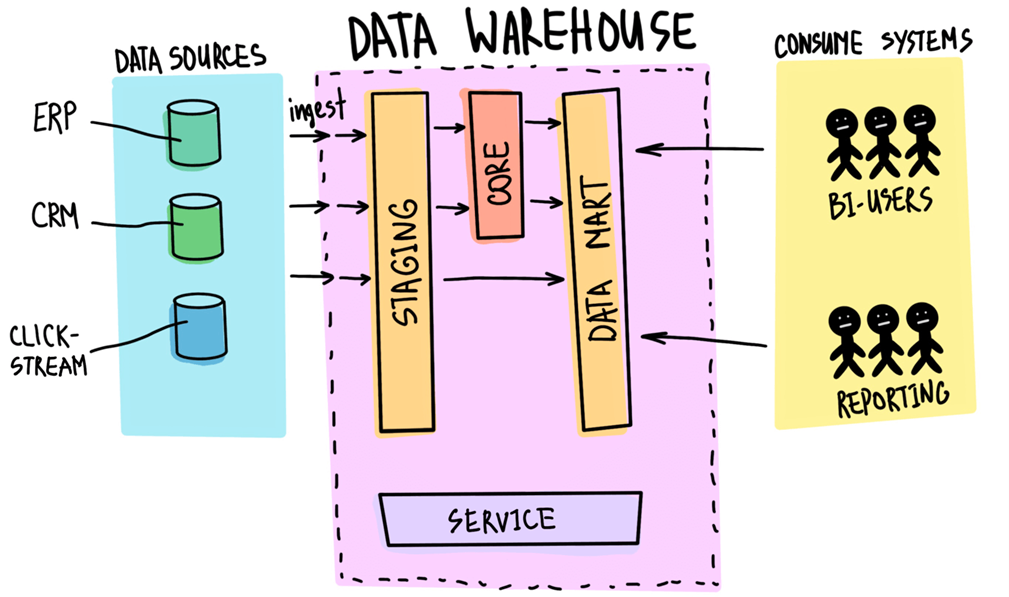 DATA WAREHOUSE
DATA SOURCES
CONSUME SYSTEMS
ERP
CRM
CLICK-
STREAM
ingest
STAGING
CORE
DATA MART
SERVICE
BI-USERS
REPORTING